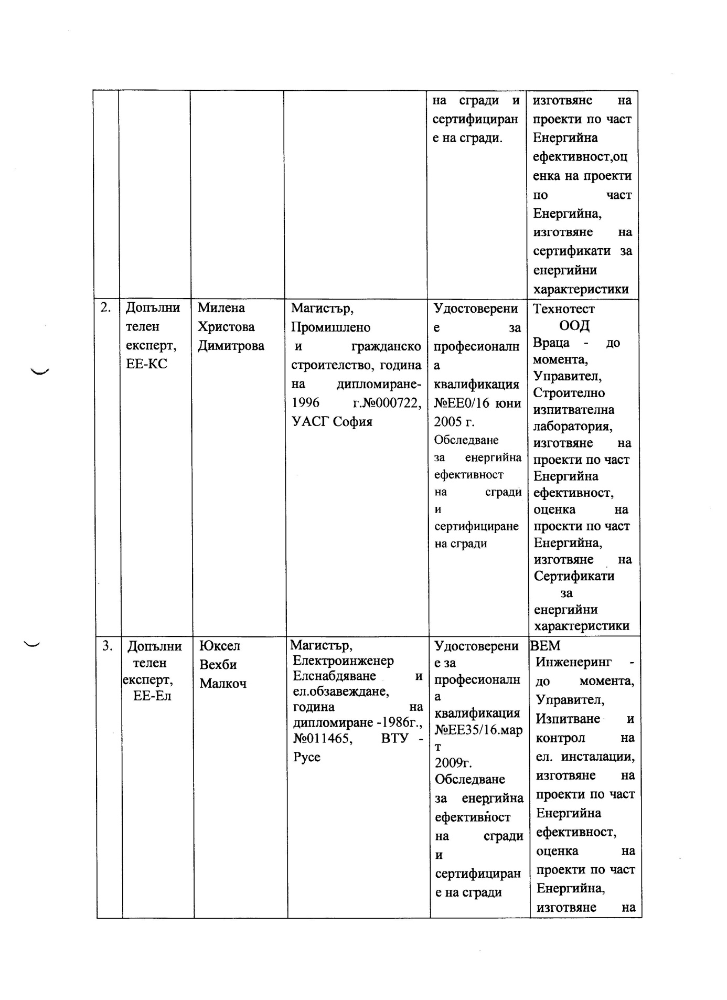 на сгради и
сертифициран
е на сгради.
изготвяне на
проекти по част
Енергийна
ефективност,оц
енка на проекти
по част
Енергийна,
изготвяне на
сертификати за
енергийни
характеристики
2.
Допълни
телен
експерт,
ЕЕ-КС
Милена
Христова
Димитрова
Магистър,
Промишлено
и гражданско
строителство, година
на дипломиране-
1996 г.№000722,
УАСГ София
Удостоверени
е за
професионалн
а
квалификация
№ЕЕ0/16 юни
2005 г.
Обследване
за енергийна
ефективност
на сгради
и
сертифициране
на сгради
Технотест
ООД
Враца - до
момента,
Управител,
Строително
изпитвателна
лаборатория,
изготвяне на
проекти по част
Енергийна
ефективност,
оценка на
проекти по част
Енергийна,
изготвяне на
Сертификати
за
енергийни
характеристики
3.
Допълни
телен
експерт,
ЕЕ-Ел
Юксел
Вехби
Малкоч
Магистър,
Електроинженер
Елснабдяване и
ел.обзавеждане,
година на
дипломиране -1986г.,
№011465, ВТУ -
Русе
Удостоверени
е за
професионалн
а
квалификация
№ЕЕ35/16.мар
т
2009г.
Обследване
за енергийна
ефективност
на сгради
и
сертифициран
е на сгради
ВЕМ
Инженеринг -
до момента,
Управител,
Изпитване и
контрол на
ел. инсталации,
изготвяне на
проекти по част
Енергийна
ефективност,
оценка на
проекти по част
Енергийна,
изготвяне на